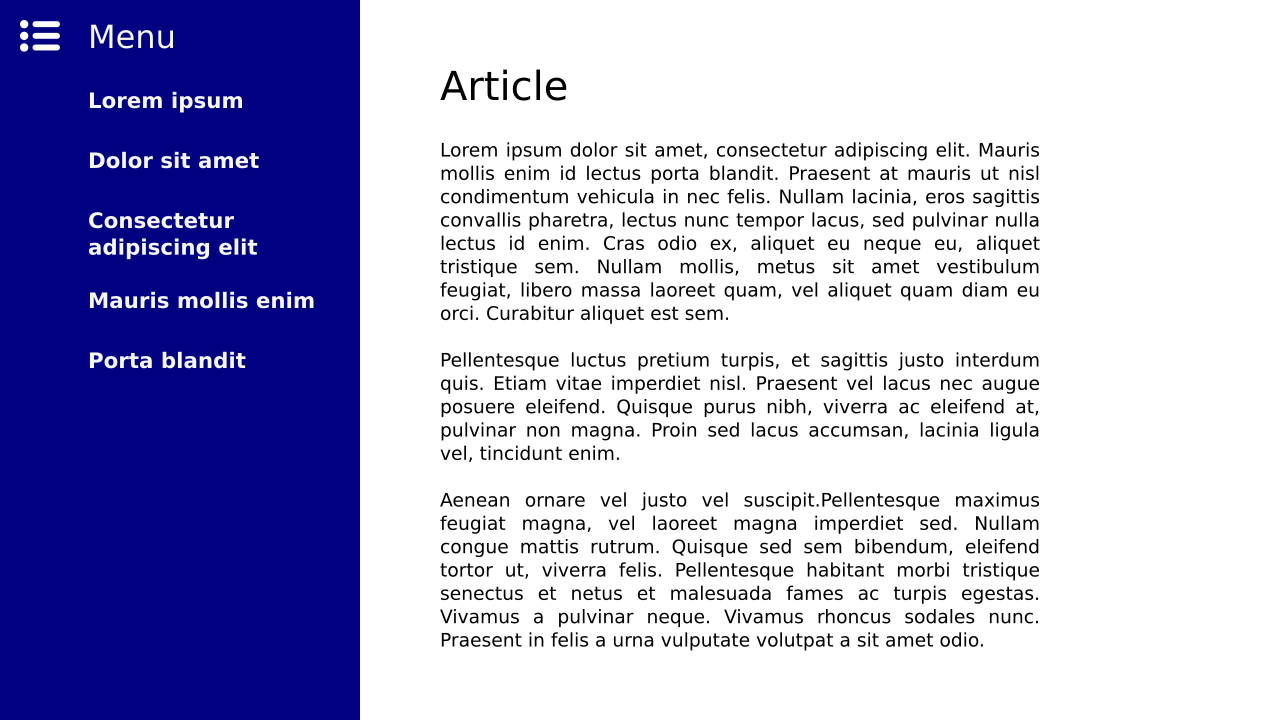 Menu
Lorem ipsum
Dolor sit amet
Consectetur
adipiscing elit
Mauris mollis enim
Porta blandit
Article
Lorem ipsum dolor sit amet, consectetur adipiscing elit. Mauris
mollis enim id lectus porta blandit. Praesent at mauris ut nisl
condimentum vehicula in nec felis. Nullam lacinia, eros sagittis
convallis pharetra, lectus nunc tempor lacus, sed pulvinar nulla
lectus id enim. Cras odio ex, aliquet eu neque eu, aliquet
tristique sem. Nullam mollis, metus sit amet vestibulum
feugiat, libero massa laoreet quam, vel aliquet quam diam eu
orci. Curabitur aliquet est sem.
Pellentesque luctus pretium turpis, et sagittis justo interdum
quis. Etiam vitae imperdiet nisl. Praesent vel lacus nec augue
posuere eleifend. Quisque purus nibh, viverra ac eleifend at,
pulvinar non magna. Proin sed lacus accumsan, lacinia ligula
vel, tincidunt enim.
Aenean ornare vel justo vel suscipit.Pellentesque maximus
feugiat magna, vel laoreet magna imperdiet sed. Nullam
congue mattis rutrum. Quisque sed sem bibendum, eleifend
tortor ut, viverra felis. Pellentesque habitant morbi tristique
senectus et netus et malesuada fames ac turpis egestas.
Vivamus a pulvinar neque. Vivamus rhoncus sodales nunc.
Praesent in felis a urna vulputate volutpat a sit amet odio.